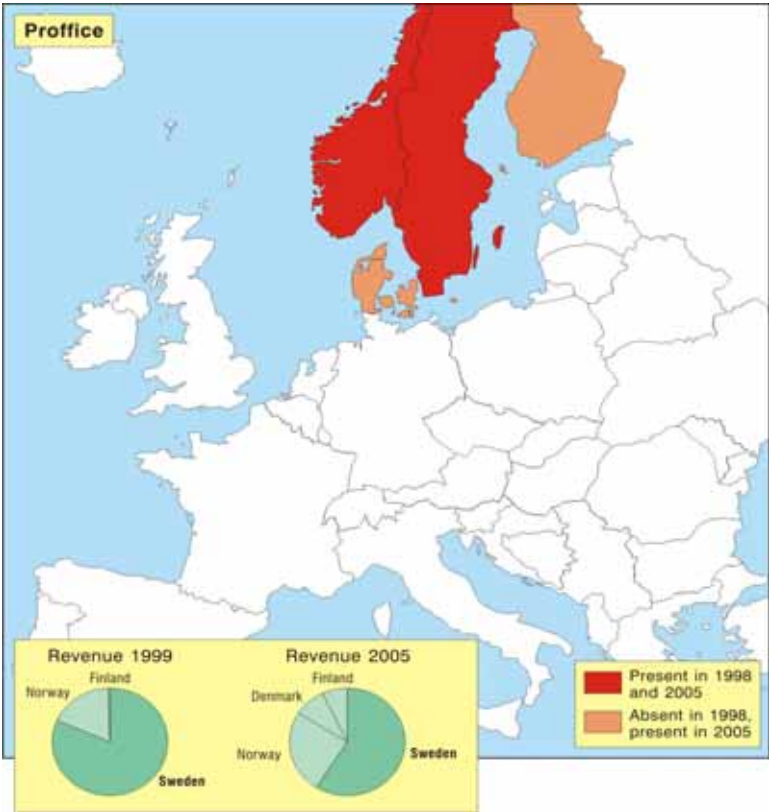 Proffice
Revenue 1999
Finland
Norway
Sweden
Revenue 2005
Finland
Denmark
Norway
Sweden
Present in 1998
and 2005
Absent in 1998,
present in 2005